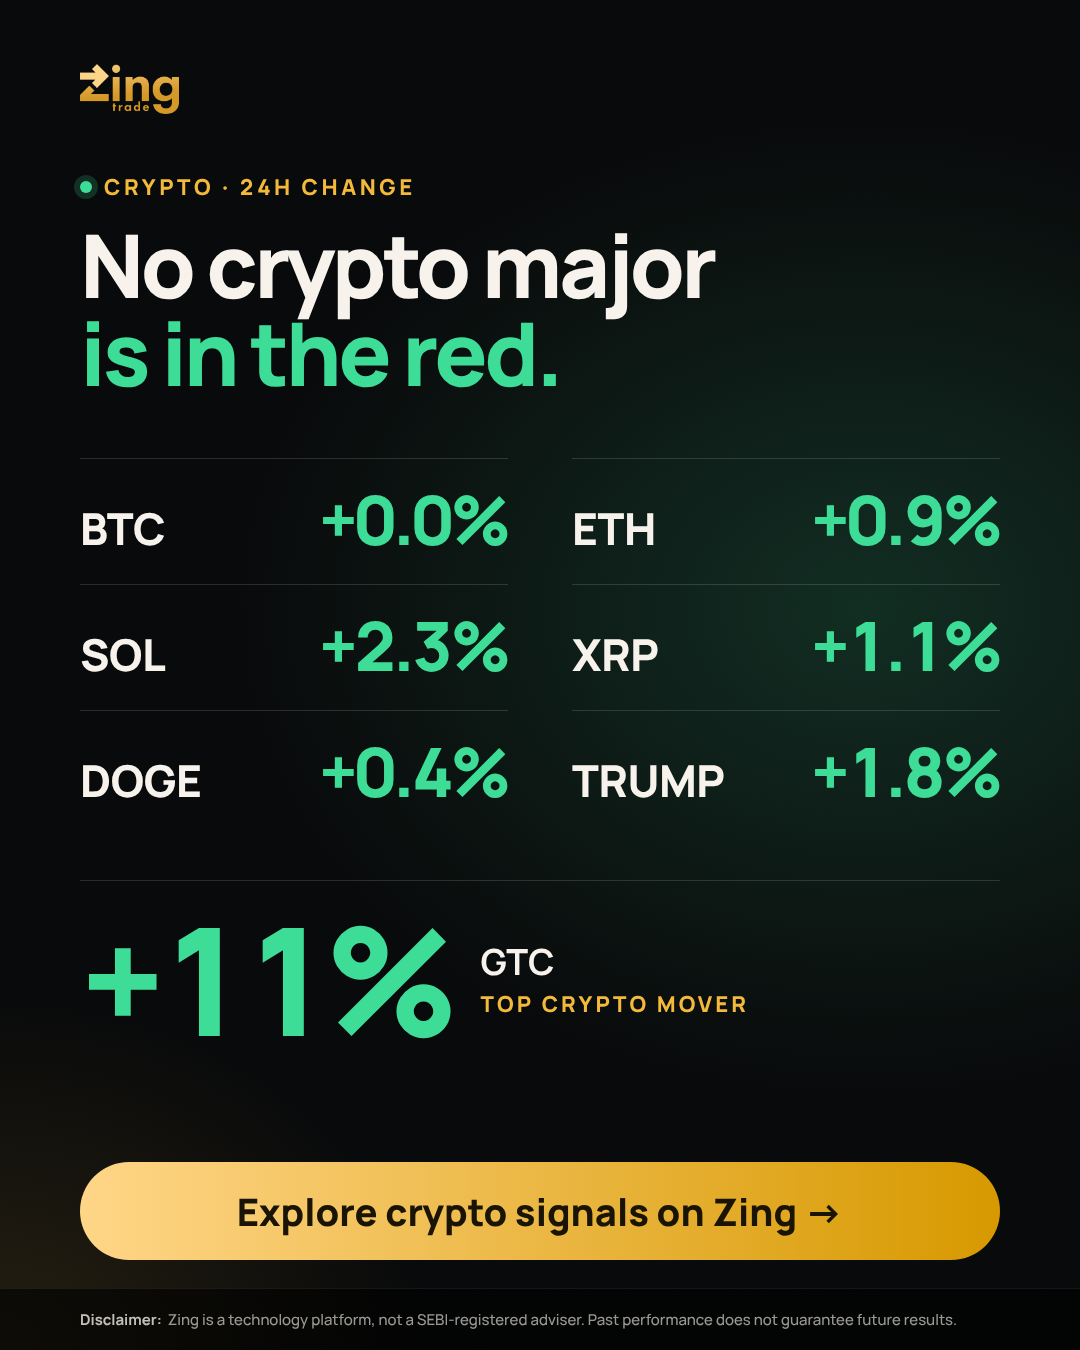 Zing
trade
CRYPTO · 24H CHANGE
No crypto major
is in the red.
BTC +0.0% ETH +0.9%
SOL +2.3% XRP +1.1%
DOGE +0.4% TRUMP +1.8%
+11% GTC
TOP CRYPTO MOVER
Explore crypto signals on Zing →
Disclaimer: Zing is a technology platform, not a SEBI-registered adviser. Past performance does not guarantee future results.